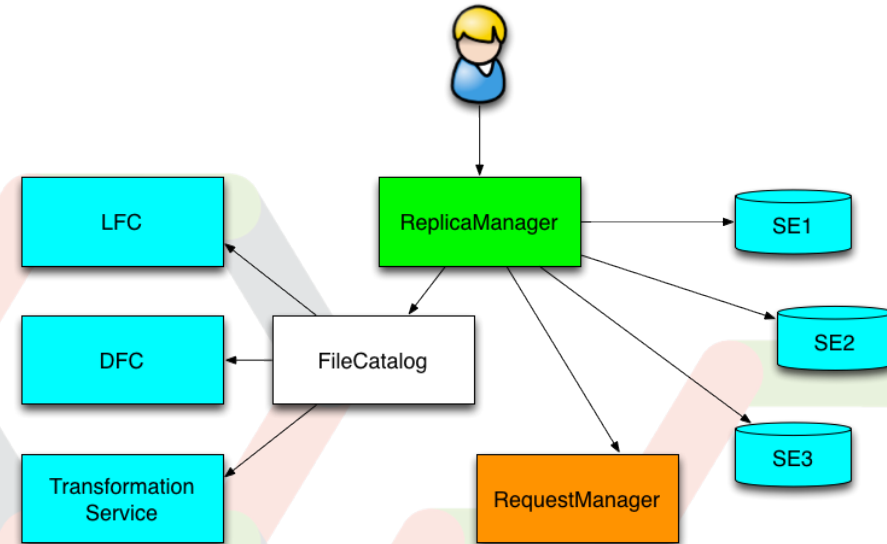 LFC
ReplicaManager
SE1
DFC
FileCatalog
SE2
Transformation
Service
RequestManager
SE3